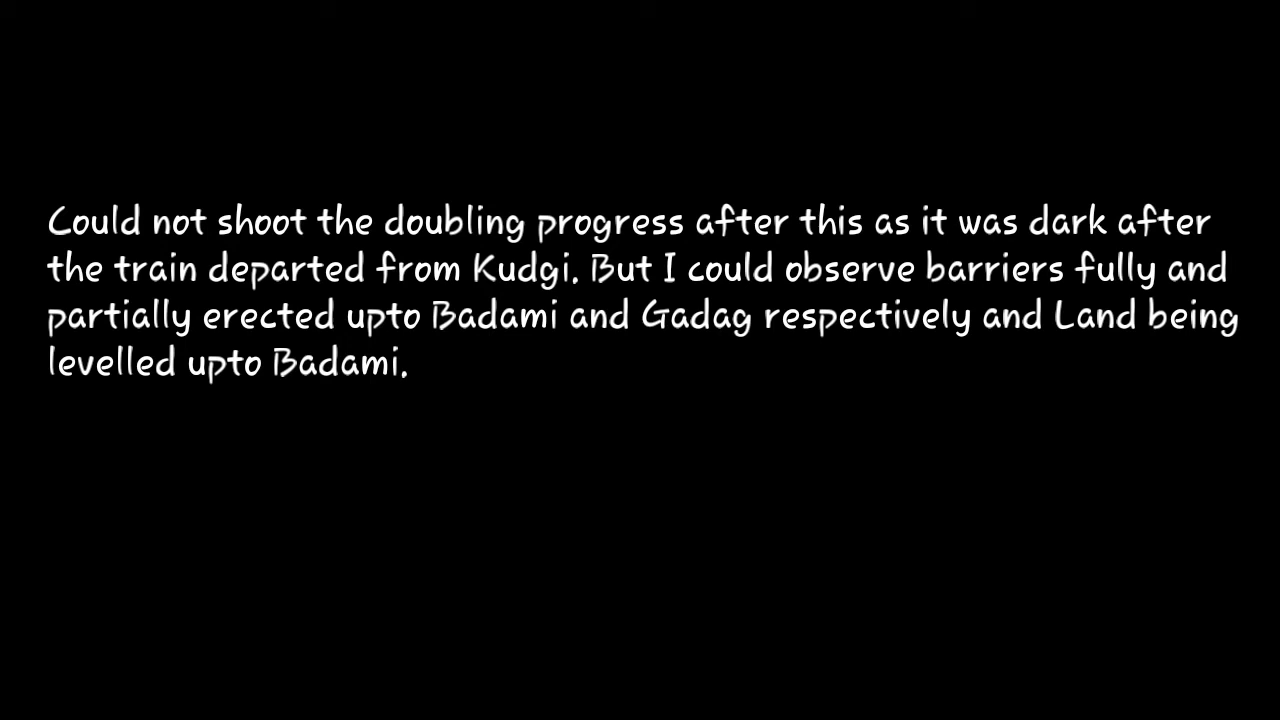 Could not shoot the doubling progress after this as it was dark after
the train departed from Kudgi. But I could observe barriers fully and
partially erected upto Badami and Gadag respectively and Land being
levelled upto Badami.